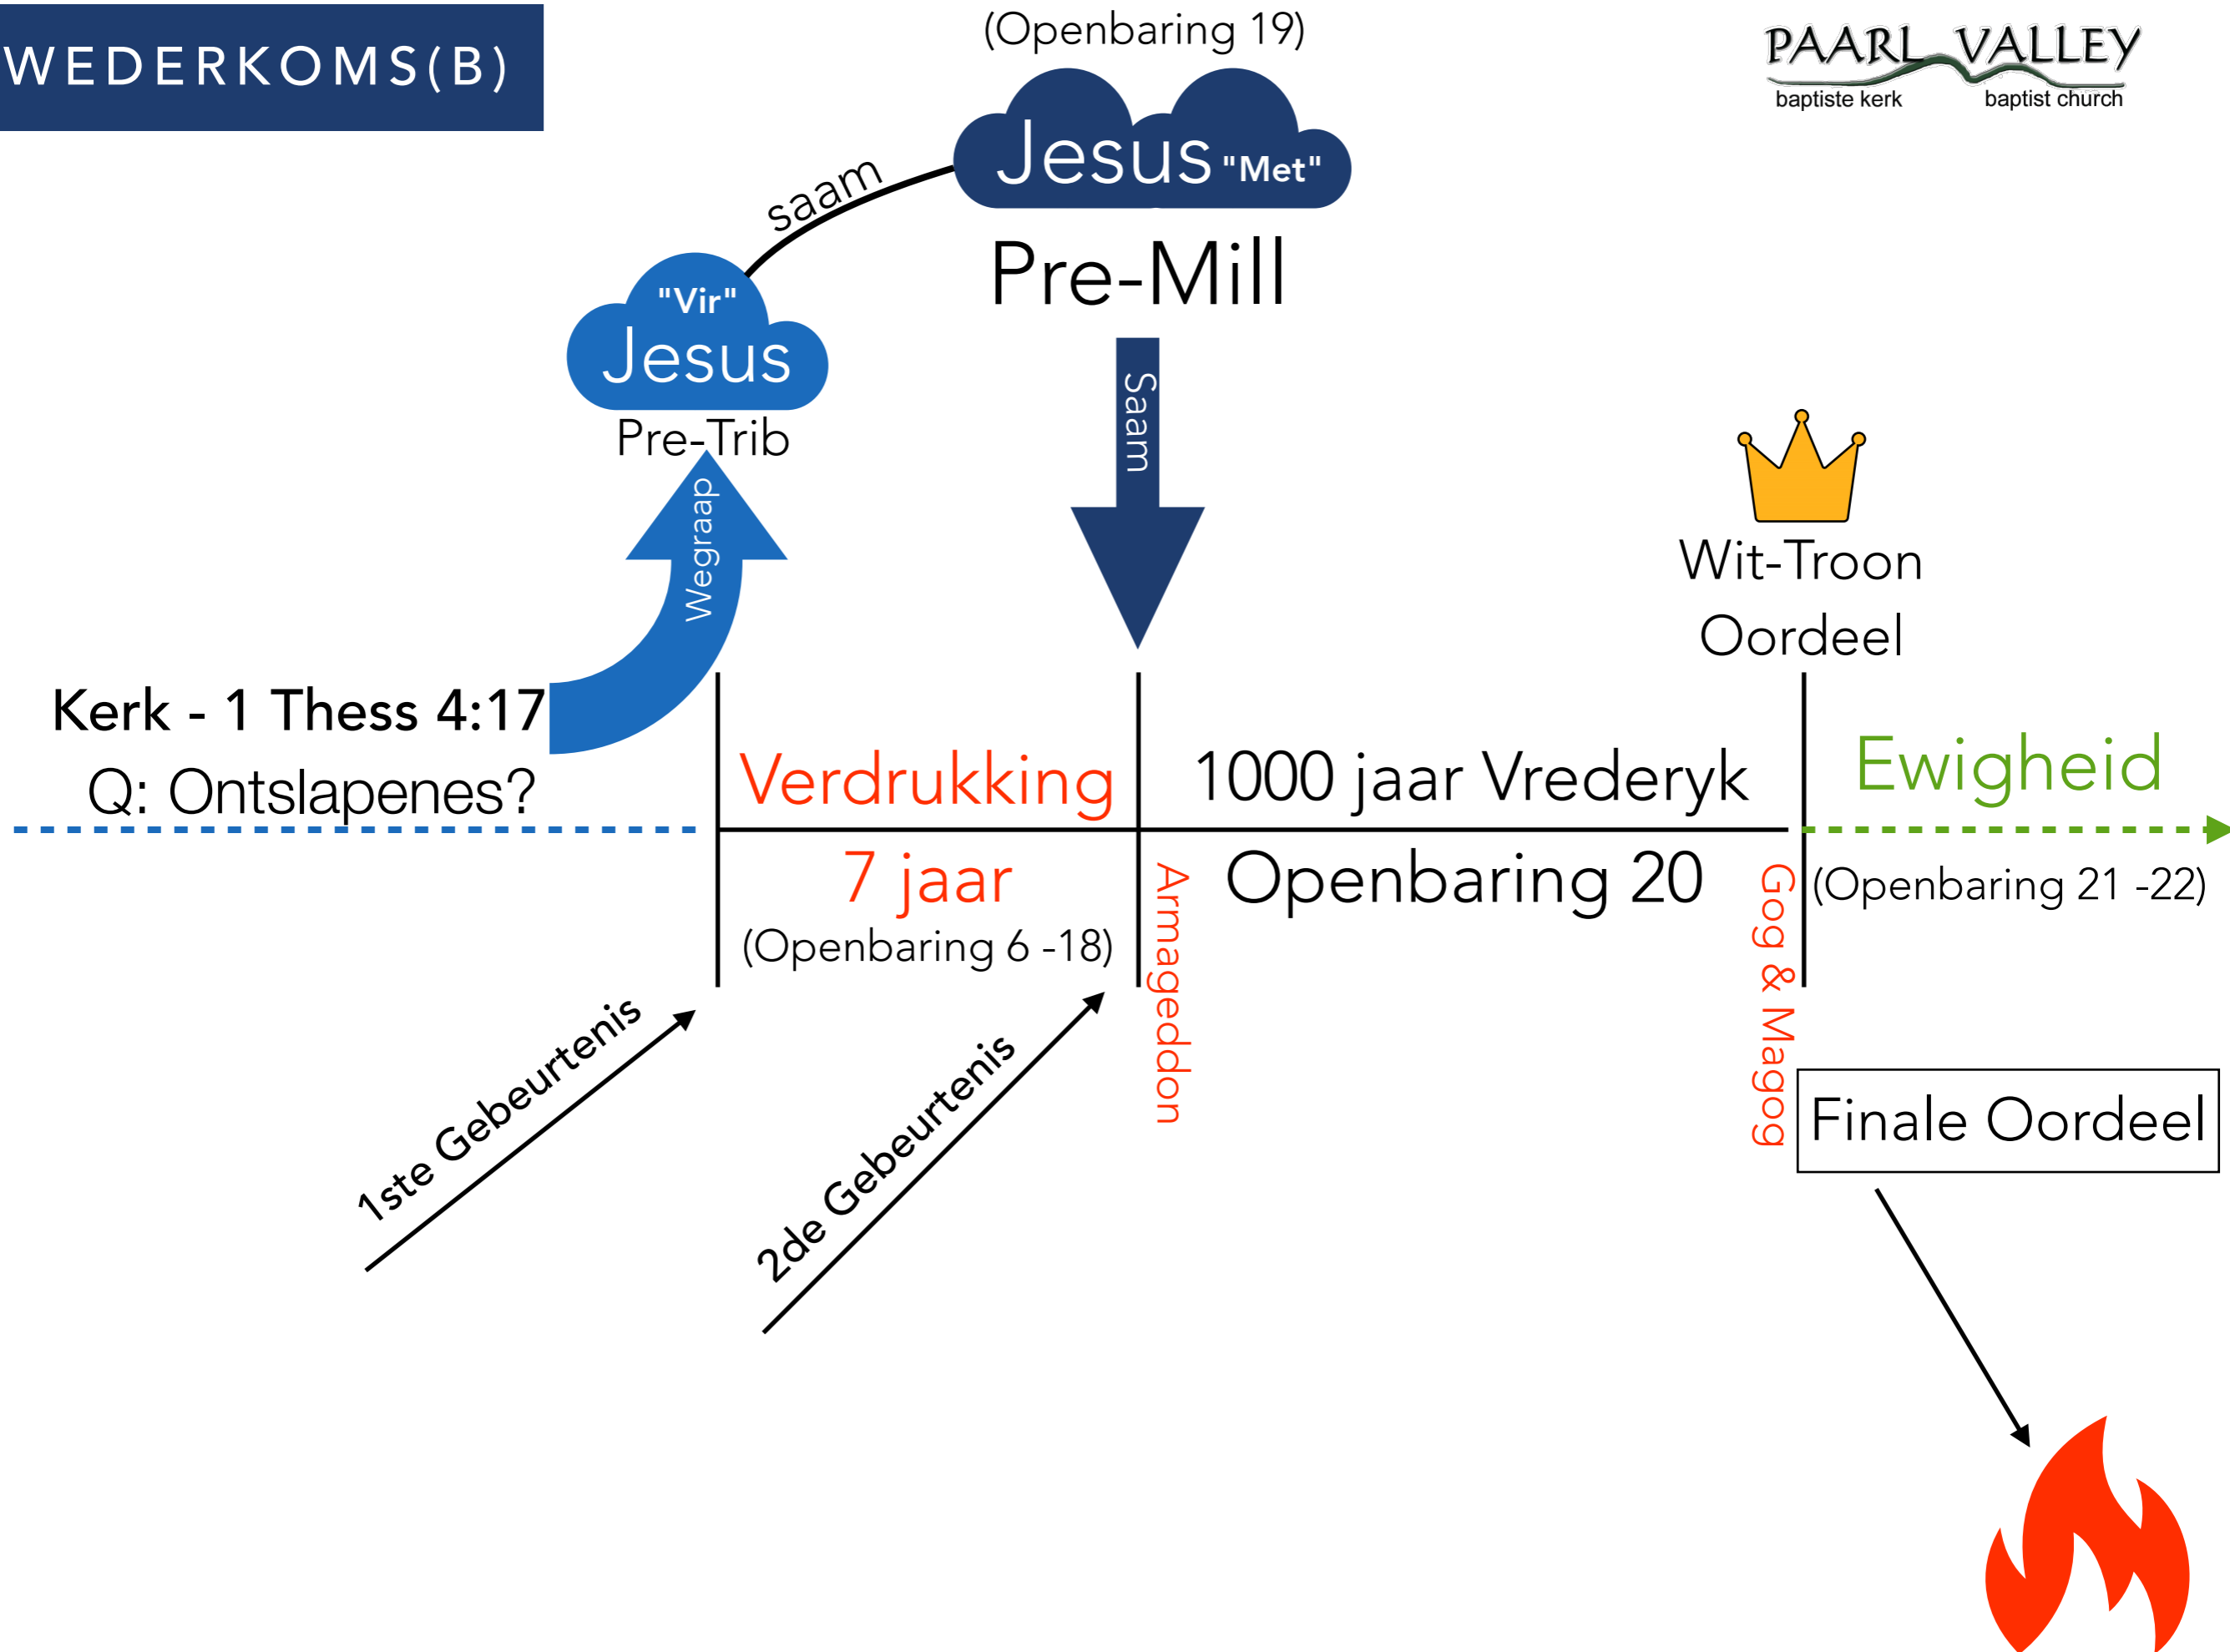 WEDERKOMS(B)
(Openbaring 19)
PAARL VALLEY
baptiste kerk baptist church
Jesus "Met"
saam
Pre-Mill
"Vir"
Jesus
Pre-Trib
Saam
Wegraap
Wit-Troon
Oordeel
Kerk - 1 Thess 4:17
Q: Ontslapenes?
Verdrukking
1000 jaar Vrederyk
Ewigheid
7 jaar
(Openbaring 6 -18)
Armageddon
Openbaring 20
Gog & Magog
(Openbaring 21 -22)
1ste Gebeurtenis
2de Gebeurtenis
Finale Oordeel